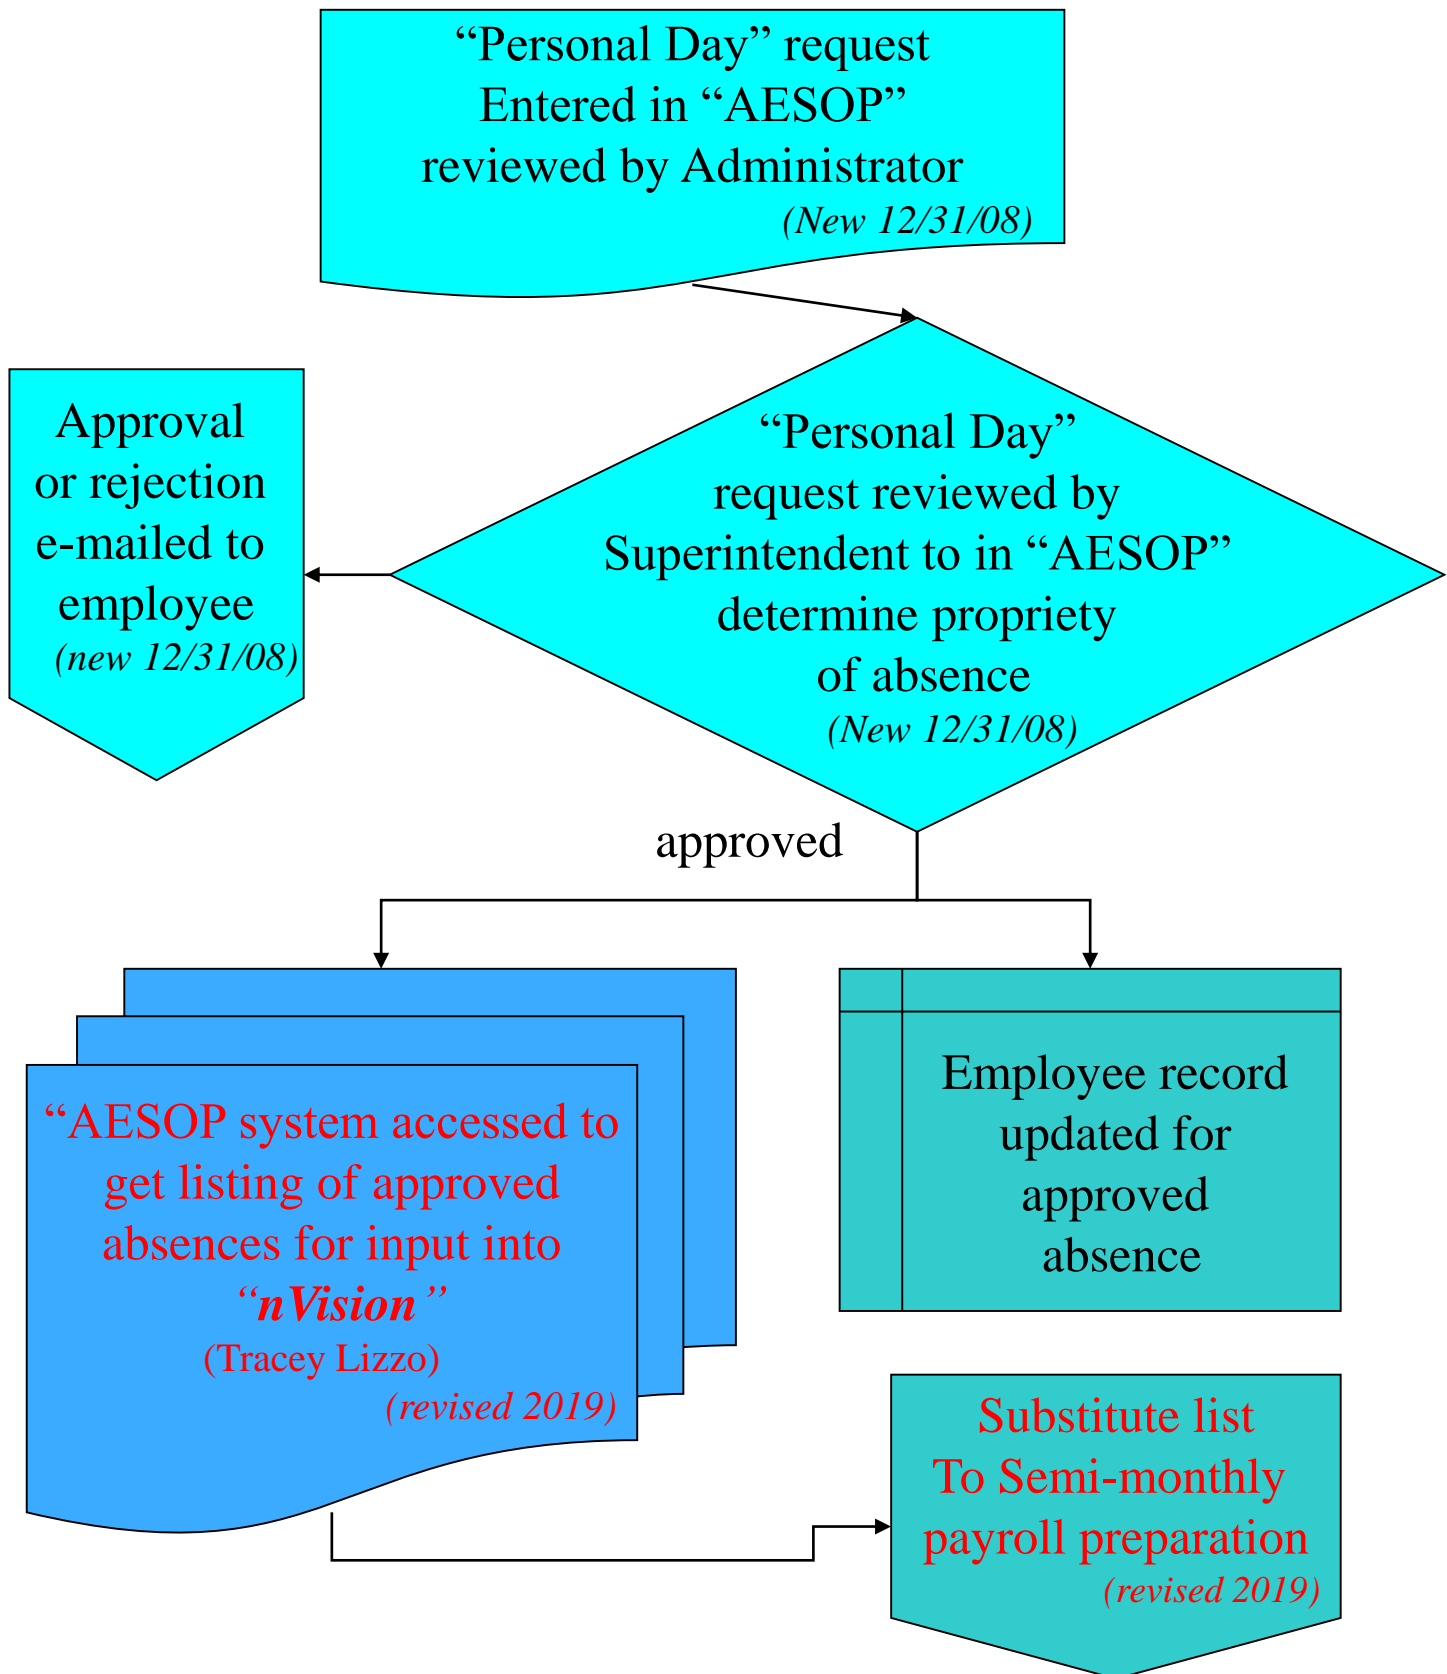 “Personal Day” request
Entered in “AESOP”
reviewed by Administrator
(New 12/31/08)
Approval
or rejection
e-mailed to
employee
(new 12/31/08)
“Personal Day”
request reviewed by
Superintendent to in “AESOP”
determine propriety
of absence
(New 12/31/08)
approved
“AESOP system accessed to
get listing of approved
absences for input into
“nVision”
(Tracey Lizzo)
(revised 2019)
Employee record
updated for
approved
absence
Substitute list
To Semi-monthly
payroll preparation
(revised 2019)